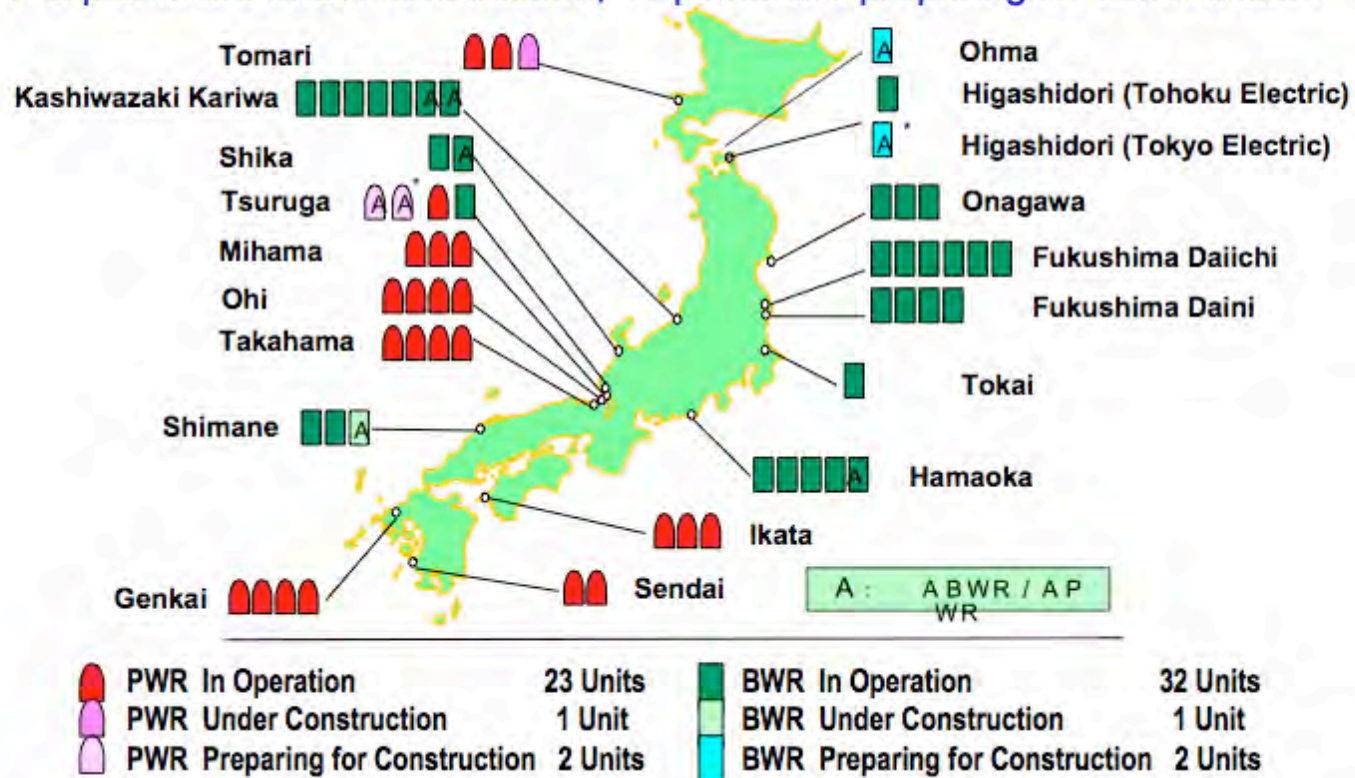 Tomari
Kashiwazaki Kariwa A A
Shika A
Tsuruga A A *
Mihama
Ohi
Takahama
Shimane A
Genkai
A Ohma
Higashidori (Tohoku Electric)
A * Higashidori (Tokyo Electric)
Onagawa
Fukushima Daiichi
Fukushima Daini
Tokai
A Hamaoka
Ikata
Sendai
A : ABWR / AP
WR
PWR In Operation 23 Units
PWR Under Construction 1 Unit
PWR Preparing for Construction 2 Units
BWR In Operation 32 Units
BWR Under Construction 1 Unit
BWR Preparing for Construction 2 Units